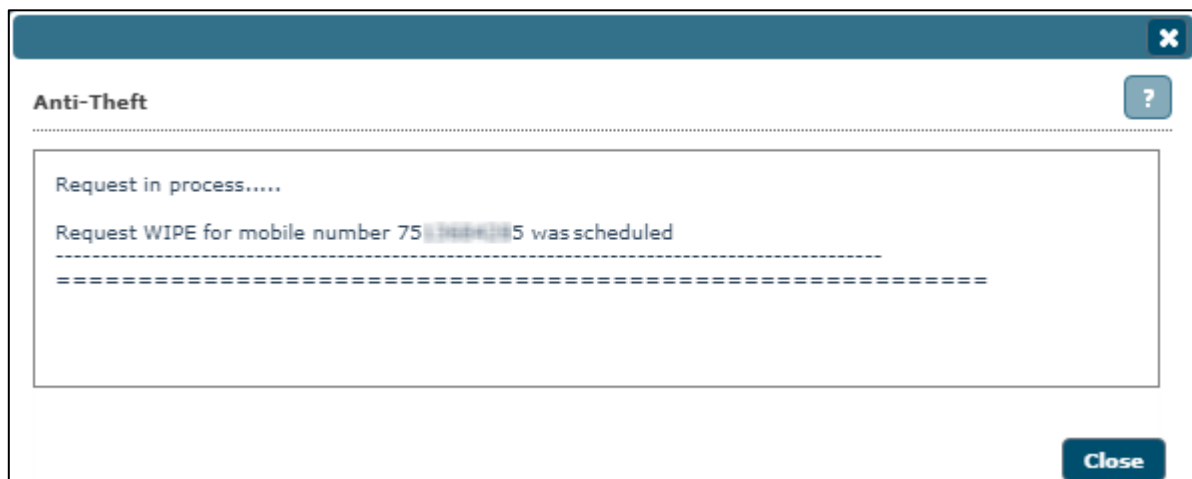 Anti-Theft
?
Request in process.....
Request WIPE for mobile number 75 5 was scheduled
------------------------------------------------------------------------------------------
=========================================================
Close